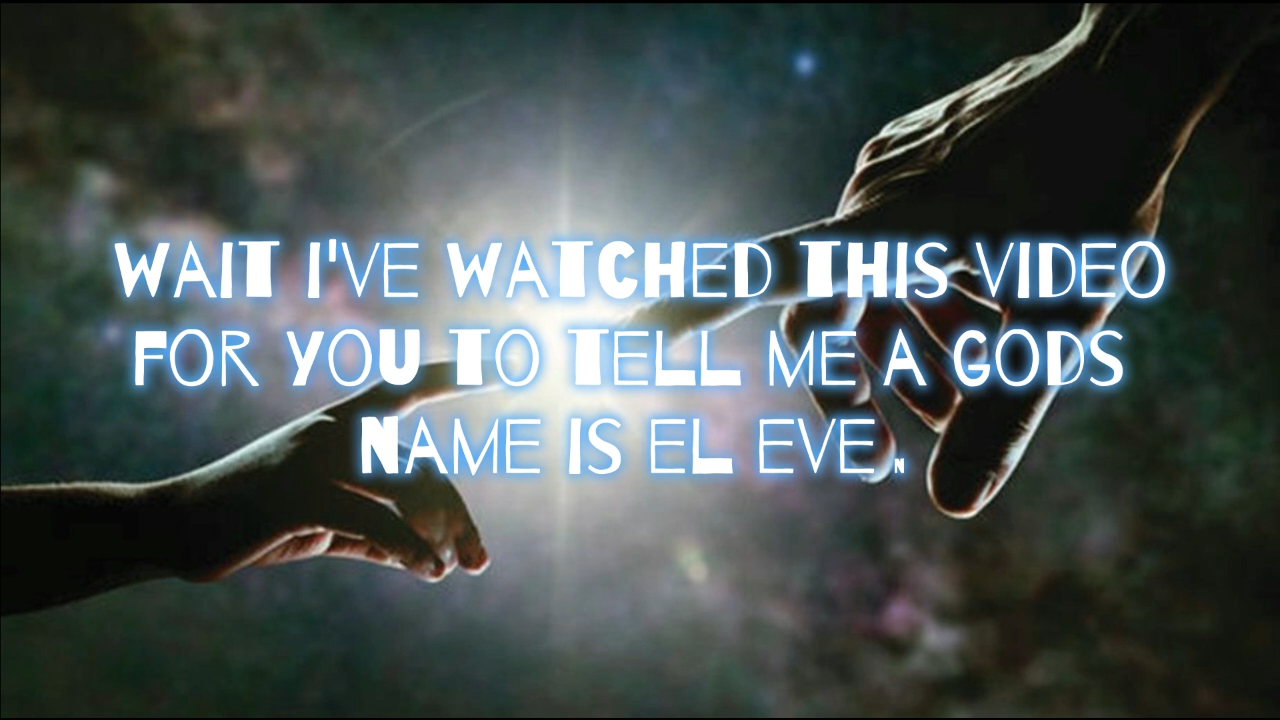 WAIT I'VE WATCHED THIS VIDEO
FOR YOU TO TELL ME A GODS
NAME IS EL EVE.